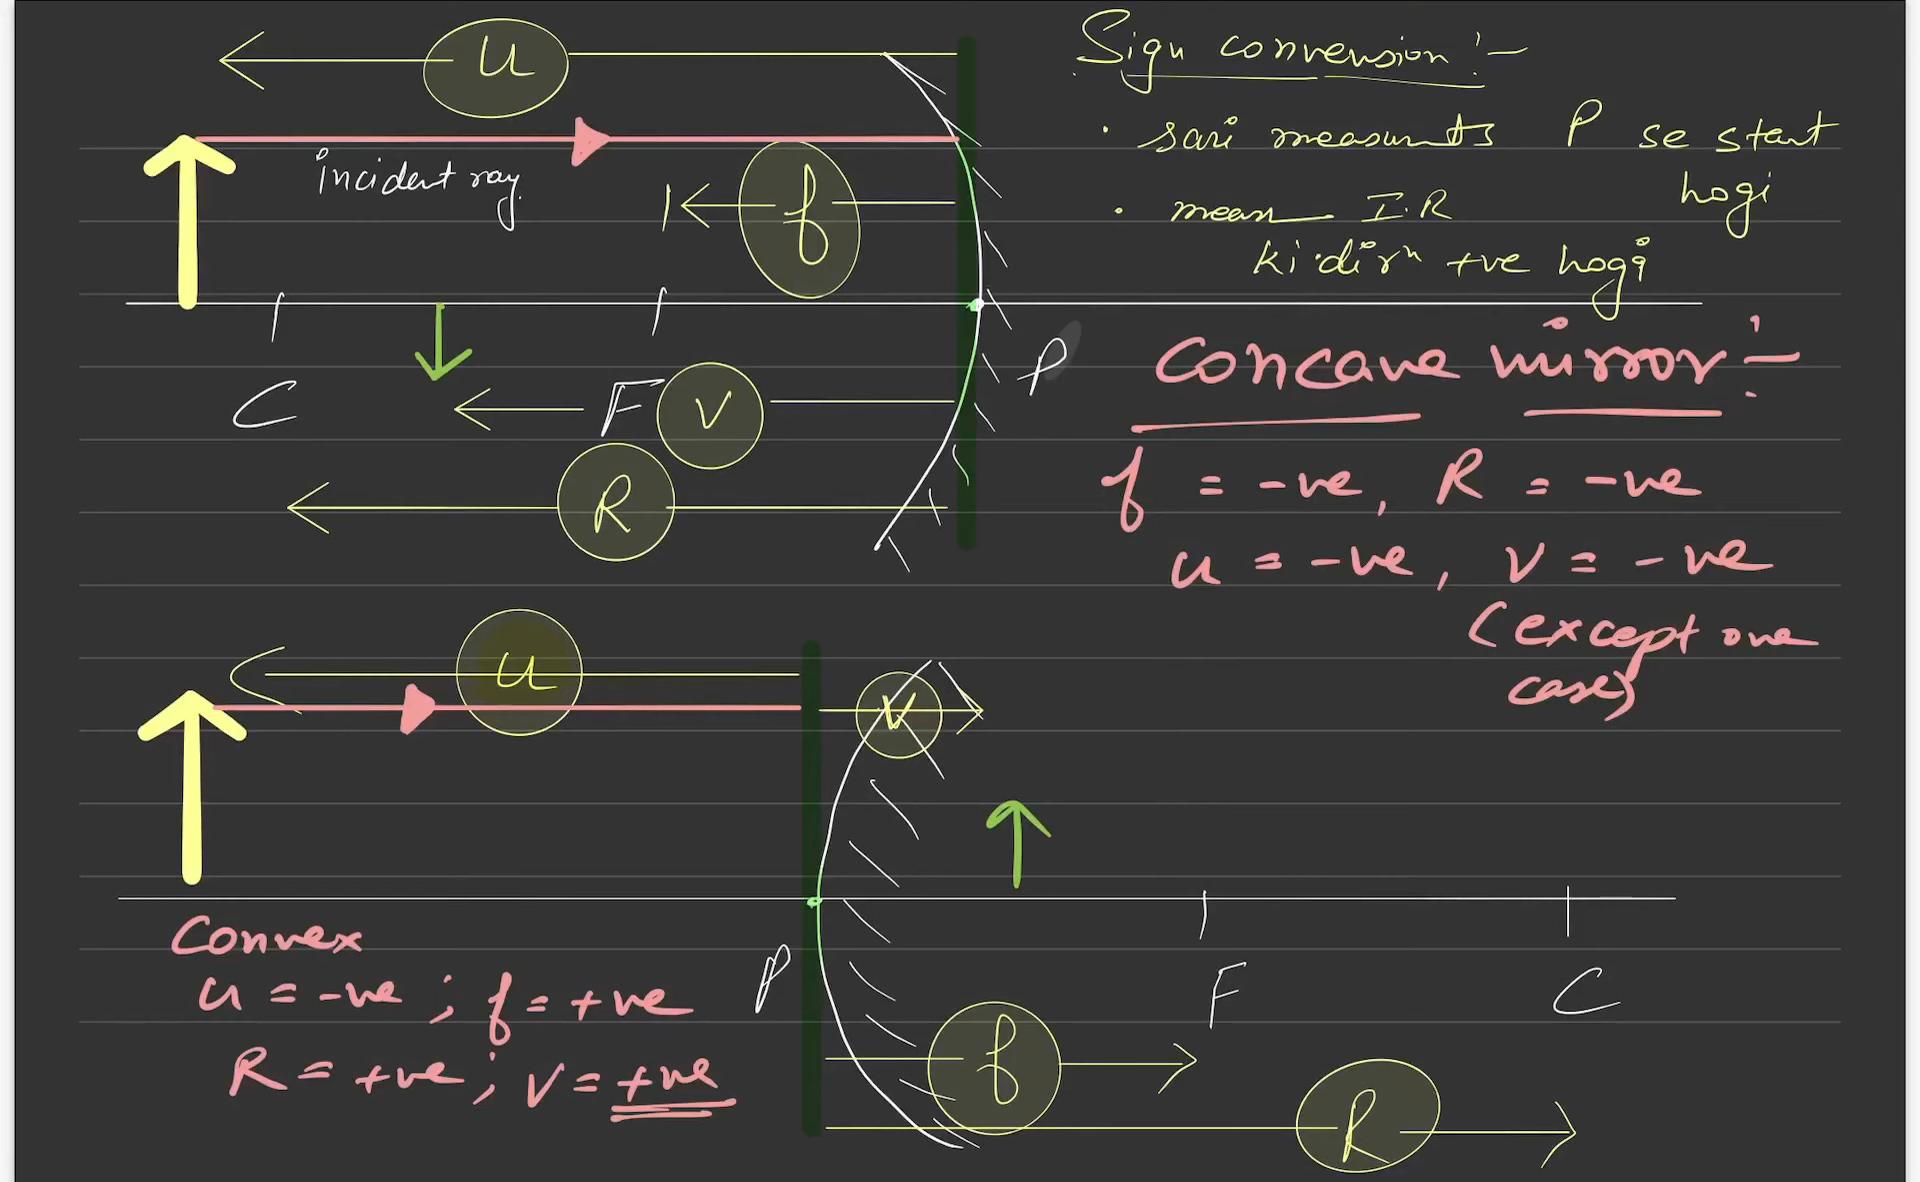 U
Sign convension :-
• sari measumnts P se start
hogi
incident ray
f
• mean I.R
ki dirⁿ +ve hogi
P
Concave mirror :-
C
F
V
R
f = -ve, R = -ve
u = -ve, v = -ve
(except one
case)
u
v
Convex
u = -ve ; f = +ve
P
F
C
R = +ve ; v = +ve
f
R